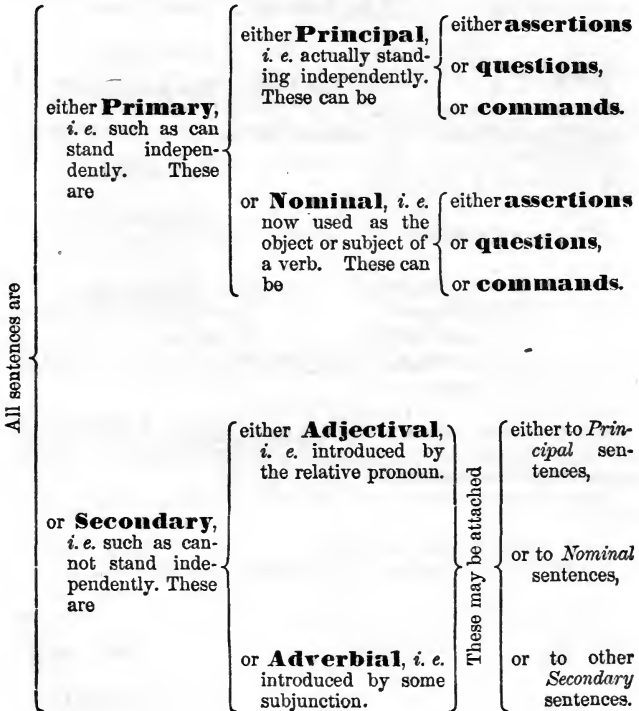 All sentences are
either Primary,
i. e. such as can
stand indepen-
dently. These
are
either Principal,
i. e. actually stand-
ing independently.
These can be
either assertions
or questions,
or commands.
or Nominal, i. e.
now used as the
object or subject of
a verb. These can
be
either assertions
or questions,
or commands.
or Secondary,
i. e. such as can-
not stand inde-
pendently. These
are
either Adjectival,
i. e. introduced by
the relative pronoun.
or Adverbial, i. e.
introduced by some
subjunction.
These may be attached
either to Prin-
cipal sen-
tences,
or to Nominal
sentences,
or to other
Secondary
sentences.